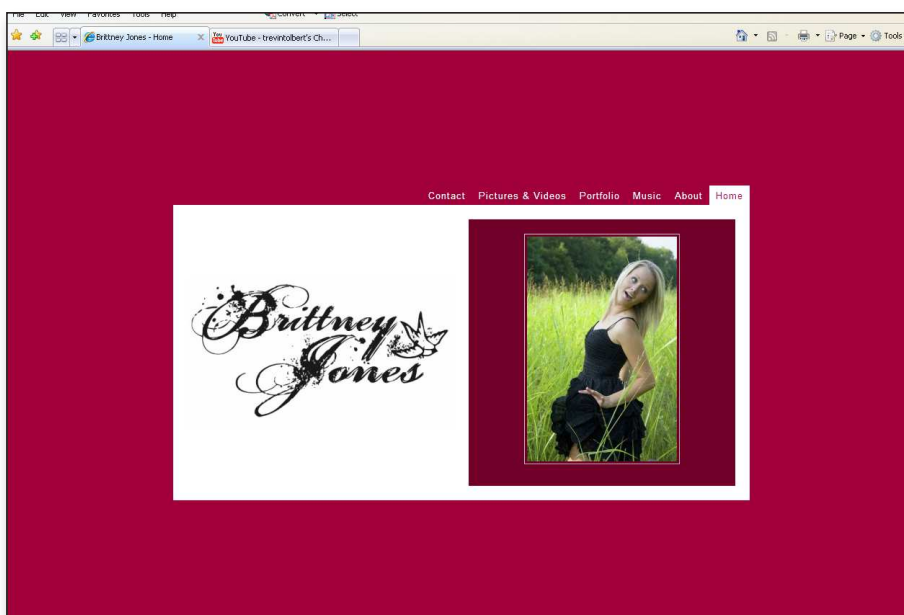 File Edit View Favorites Tools Help Convert Select
Brittney Jones - Home X YouTube - trevintolbert's Ch... Page Tools
Contact Pictures & Videos Portfolio Music About Home
Brittney
Jones